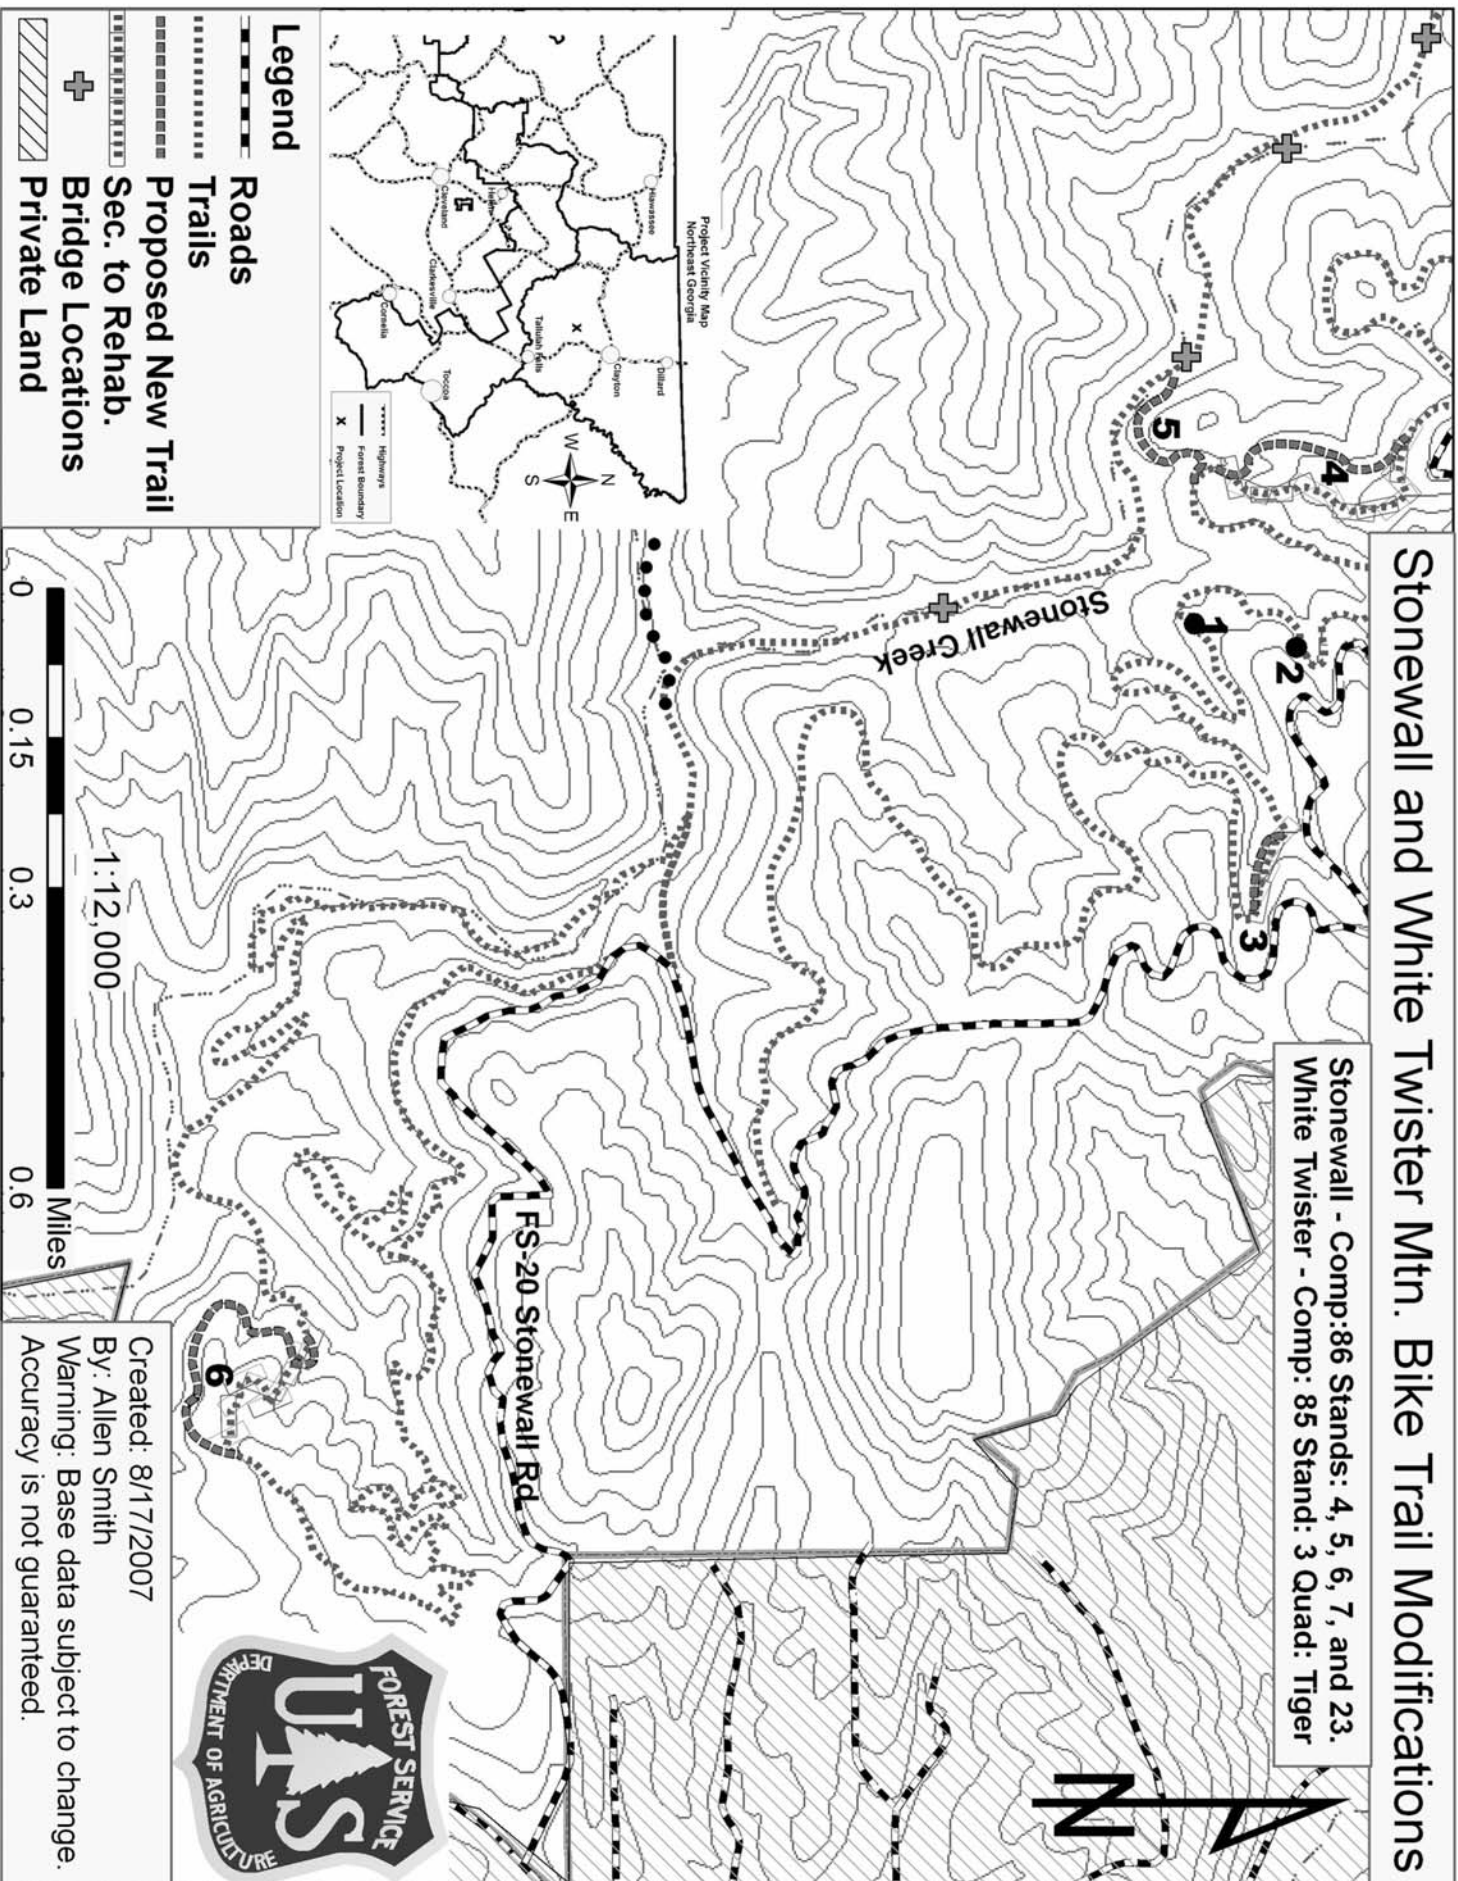 Stonewall and White Twister Mtn. Bike Trail Modifications
Stonewall - Comp:86 Stands: 4, 5, 6, 7, and 23.
White Twister - Comp: 85 Stand: 3 Quad: Tiger
N
4
5
1
2
3
6
Stonewall Creek
FS-20 Stonewall Rd
Project Vicinity Map
Northeast Georgia
Hiawassee
Dillard
Clayton
Helen
Cleveland
Tallulah Falls
Clarkesville
Cornelia
Toccoa
X
N
W
E
S
Highways
Forest Boundary
X Project Location
Legend
Roads
Trails
Proposed New Trail
Sec. to Rehab.
Bridge Locations
Private Land
Miles
0 0.15 0.3 0.6
1:12,000
FOREST SERVICE
US
DEPARTMENT OF AGRICULTURE
Created: 8/17/2007
By: Allen Smith
Warning: Base data subject to change.
Accuracy is not guaranteed.